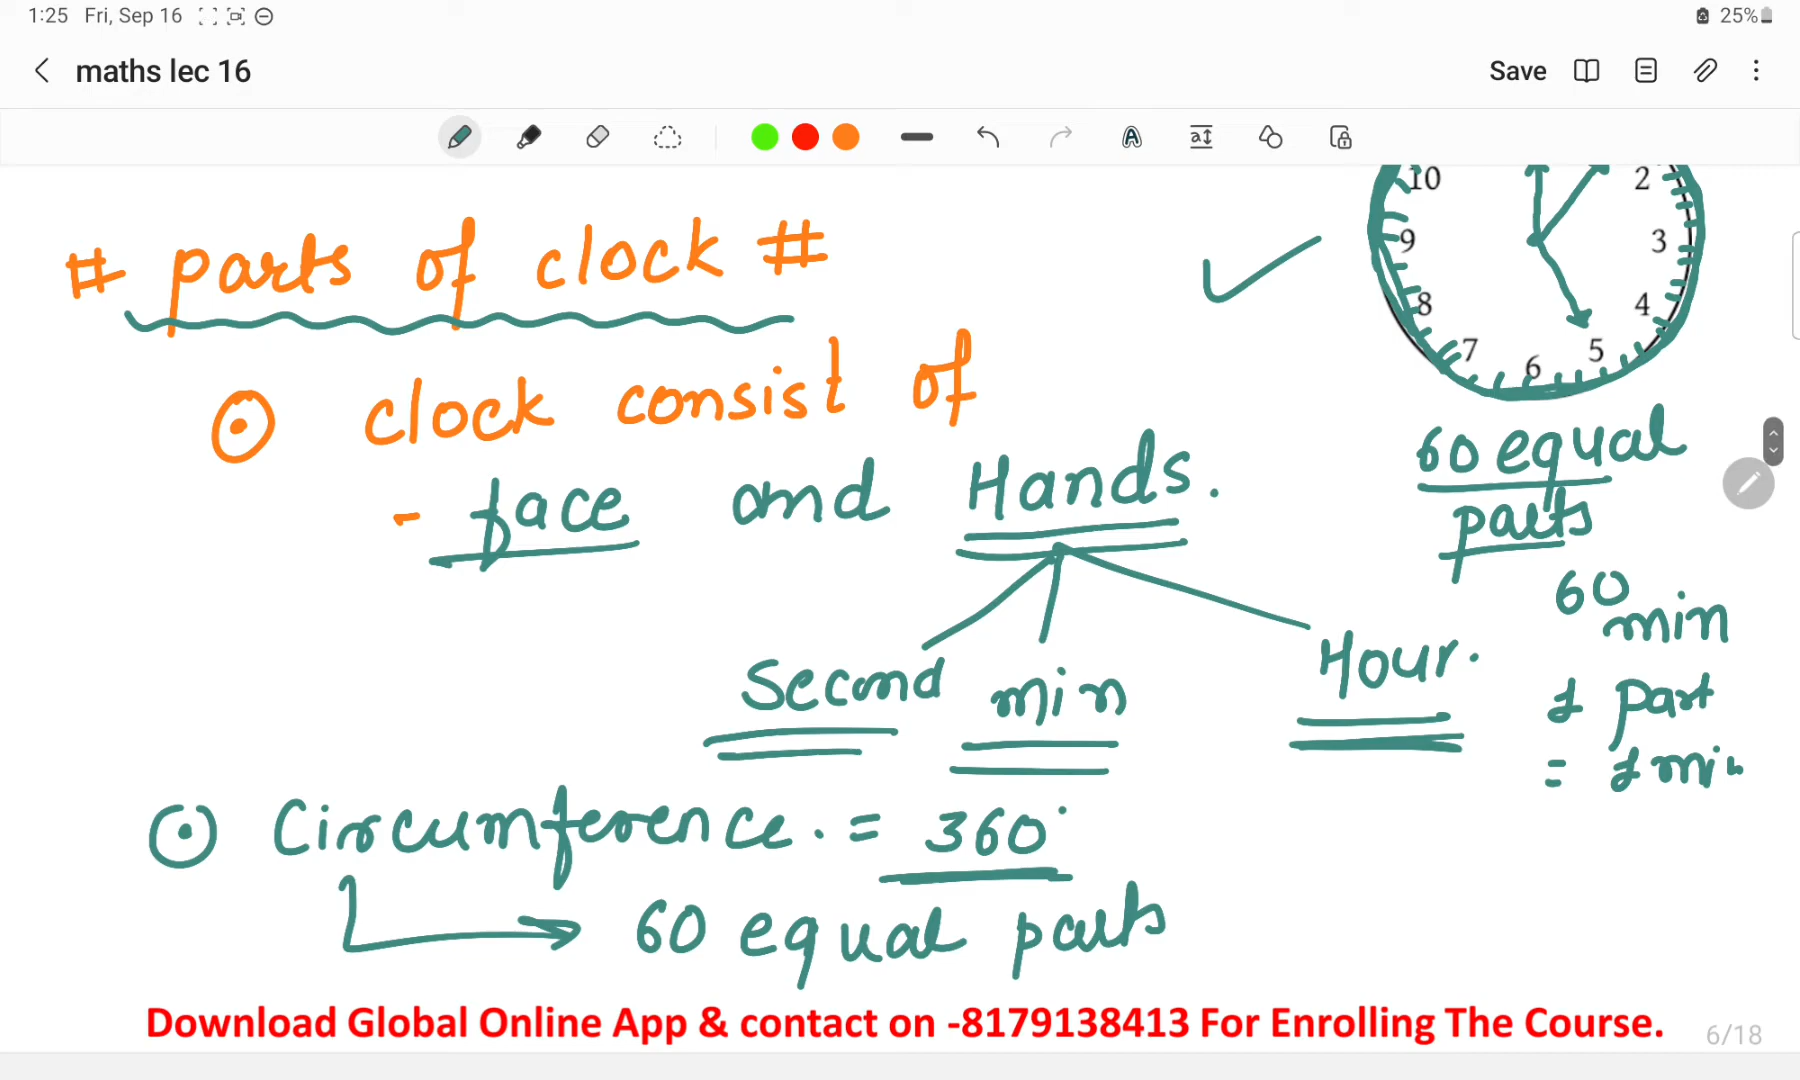 1:25 Fri, Sep 16 25%
maths lec 16 Save
10 2
# parts of clock #
9 3
8 4
7 6 5
clock consist of
60 equal
parts
- face and Hands.
60
min
Second min Hour.
1 part
= 1 min
Circumference. = 360°
60 equal parts
Download Global Online App & contact on -8179138413 For Enrolling The Course.
6/18